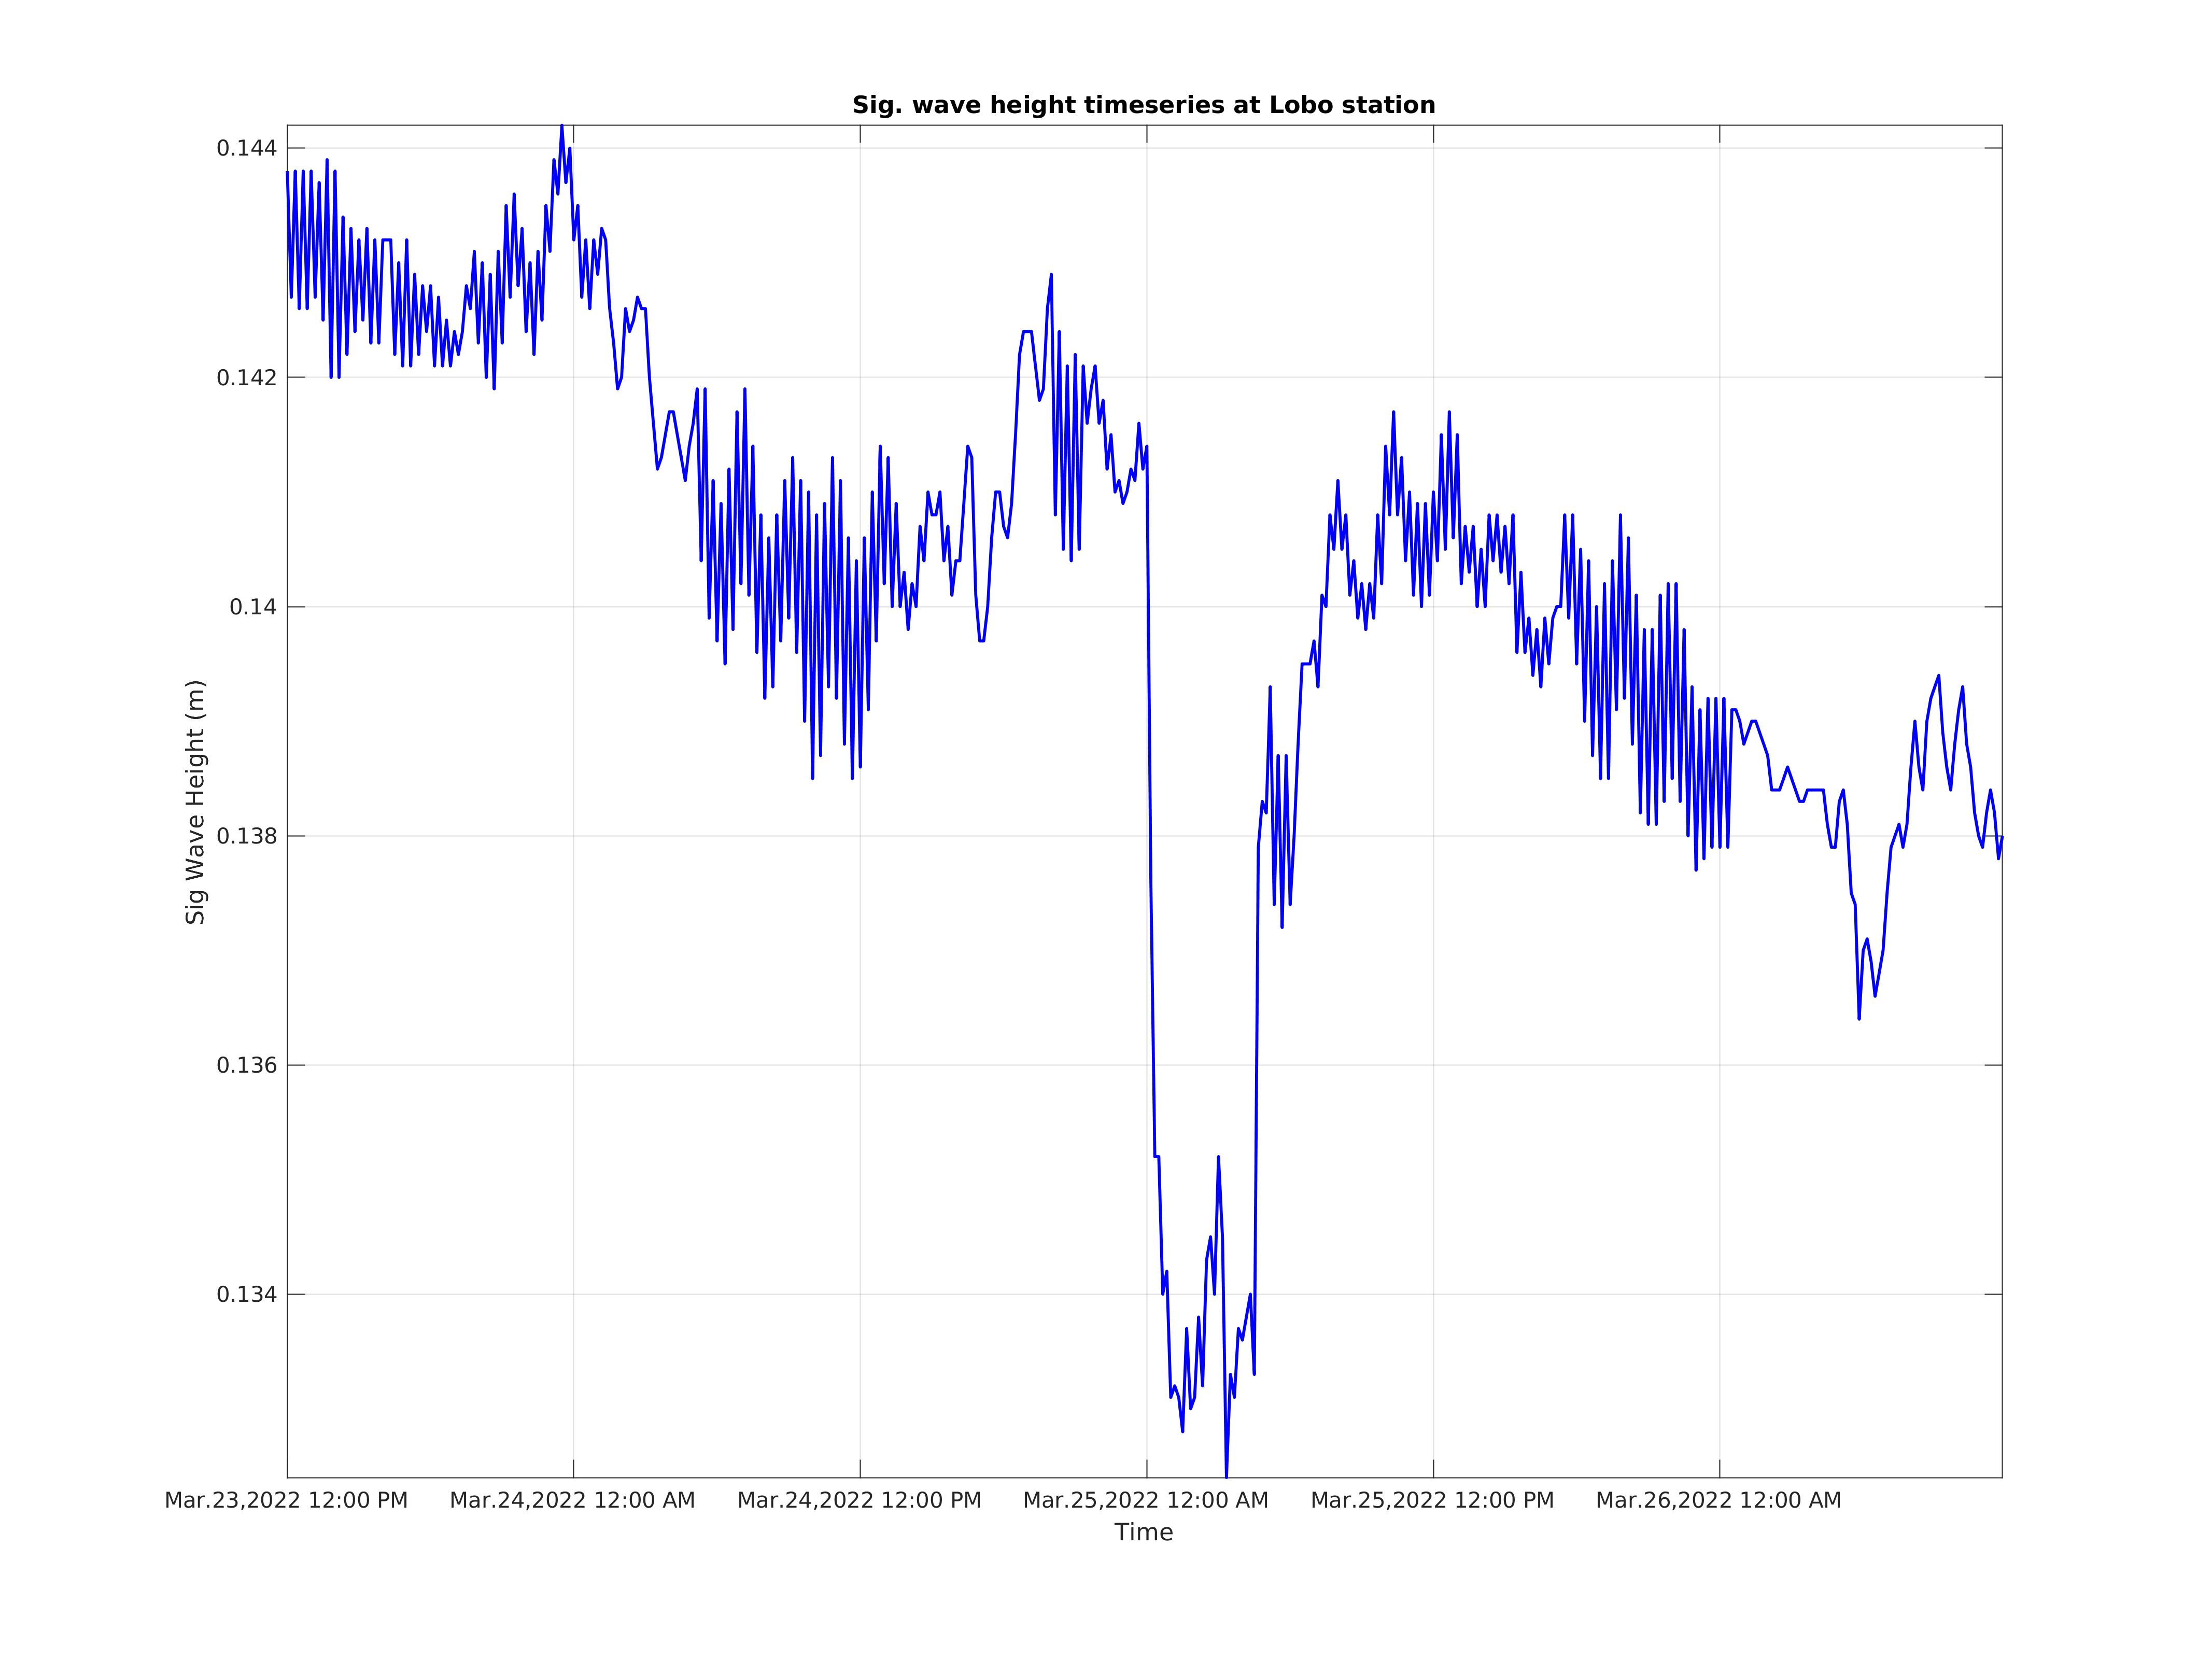 Sig. wave height timeseries at Lobo station
0.144
0.142
0.14
0.138
0.136
0.134
Sig Wave Height (m)
Mar.23,2022 12:00 PM Mar.24,2022 12:00 AM Mar.24,2022 12:00 PM Mar.25,2022 12:00 AM Mar.25,2022 12:00 PM Mar.26,2022 12:00 AM
Time